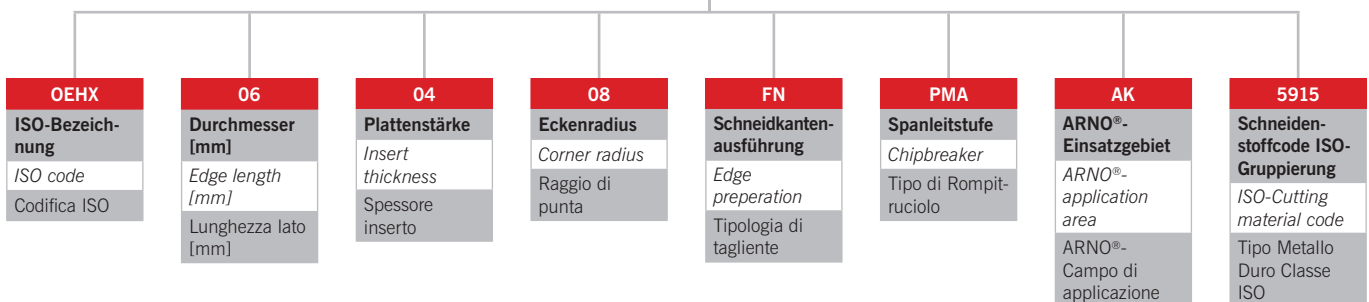 OEHX
ISO-Bezeich-
nung
ISO code
Codifica ISO
06
Durchmesser
[mm]
Edge length
[mm]
Lunghezza lato
[mm]
04
Plattenstärke
Insert
thickness
Spessore
inserto
08
Eckenradius
Corner radius
Raggio di
punta
FN
Schneidkanten-
ausführung
Edge
preperation
Tipologia di
tagliente
PMA
Spanleitstufe
Chipbreaker
Tipo di Rompit-
ruciolo
AK
ARNO®-
Einsatzgebiet
ARNO®-
application
area
ARNO®-
Campo di
applicazione
5915
Schneiden-
stoffcode ISO-
Gruppierung
ISO-Cutting
material code
Tipo Metallo
Duro Classe
ISO